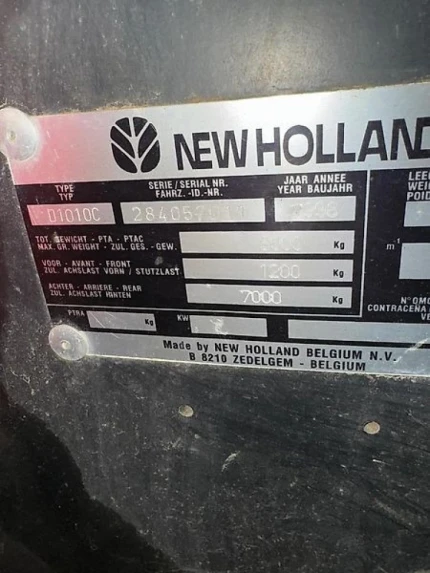 NEW HOLLAND
TYPE
TYP
SERIE/SERIAL NR.
FAHRZ.-ID.-NR.
JAAR ANNEE
YEAR BAUJAHR
D1010C
TOT. GEWICHT - PTA - PTAC
MAX. GR. WEIGHT - ZUL. GES. - GEW.
Kg
VOOR - AVANT - FRONT
ZUL. ACHSLAST VORN / STUTZLAST
1200 Kg
ACHTER - ARRIERE - REAR
ZUL. ACHSLAST HINTEN
7000 Kg
PTRA Kg
KW
Made by NEW HOLLAND BELGIUM N.V.
B 8210 ZEDELGEM - BELGIUM